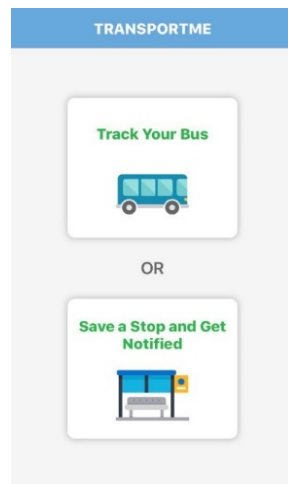 TRANSPORTME
Track Your Bus
OR
Save a Stop and Get
Notified